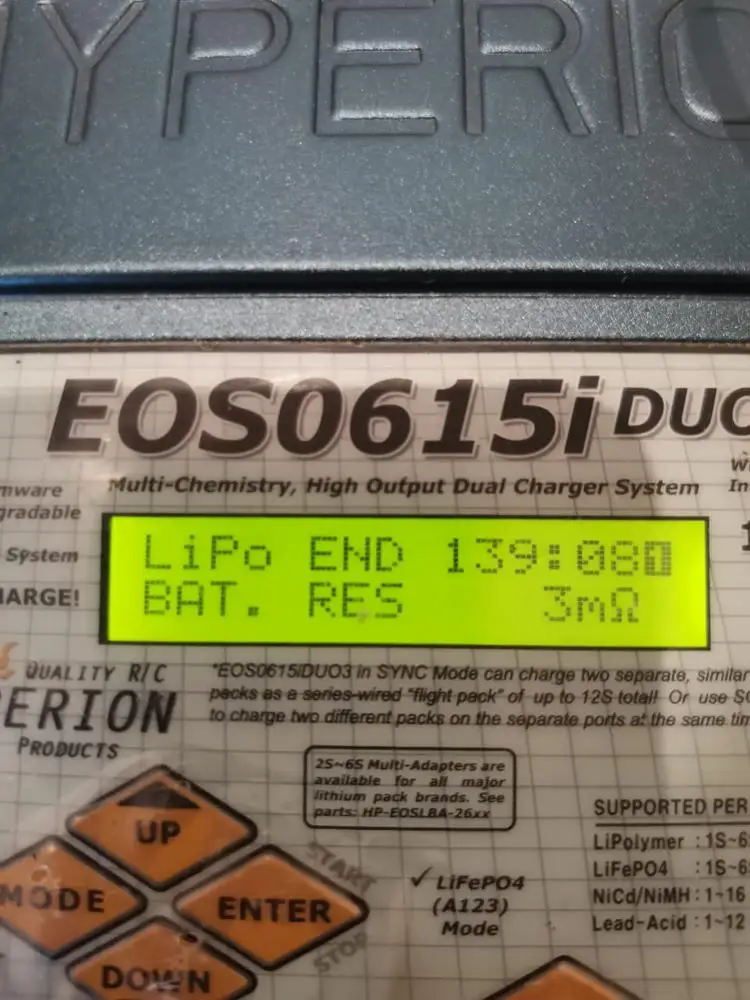 YPERIO
EOS0615i DUO
Multi-Chemistry, High Output Dual Charger System
mware
gradable
System
HARGE!
LiPo END 139:08
BAT. RES 3mΩ
QUALITY R/C
PERION
PRODUCTS
*EOS0615iDUO3 in SYNC Mode can charge two separate, similar
packs as a series-wired "flight pack" of up to 12S total! Or use
to charge two different packs on the separate ports at the same tim
2S~6S Multi-Adapters are
available for all major
lithium pack brands. See
parts: HP-EOSLBA-26xx
UP
MODE
ENTER
DOWN
START
STOP
✓ LiFePO4
(A123)
Mode
SUPPORTED PER
LiPolymer : 1S~6
LiFePO4 : 1S~6
NiCd/NiMH : 1~16
Lead-Acid : 1~12